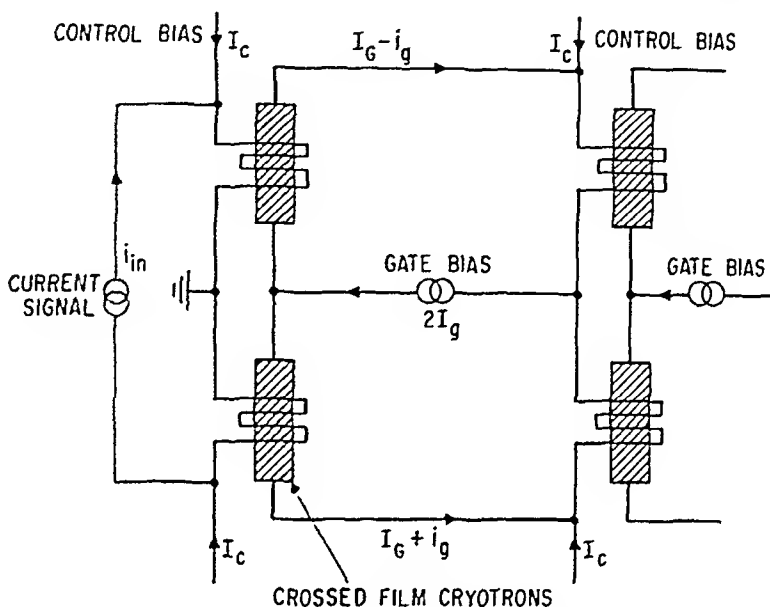 CONTROL BIAS
I_c
I_G-i_g
I_c
CONTROL BIAS
i_in
CURRENT
SIGNAL
GATE BIAS
2I_g
GATE BIAS
I_c
I_G+i_g
I_c
CROSSED FILM CRYOTRONS